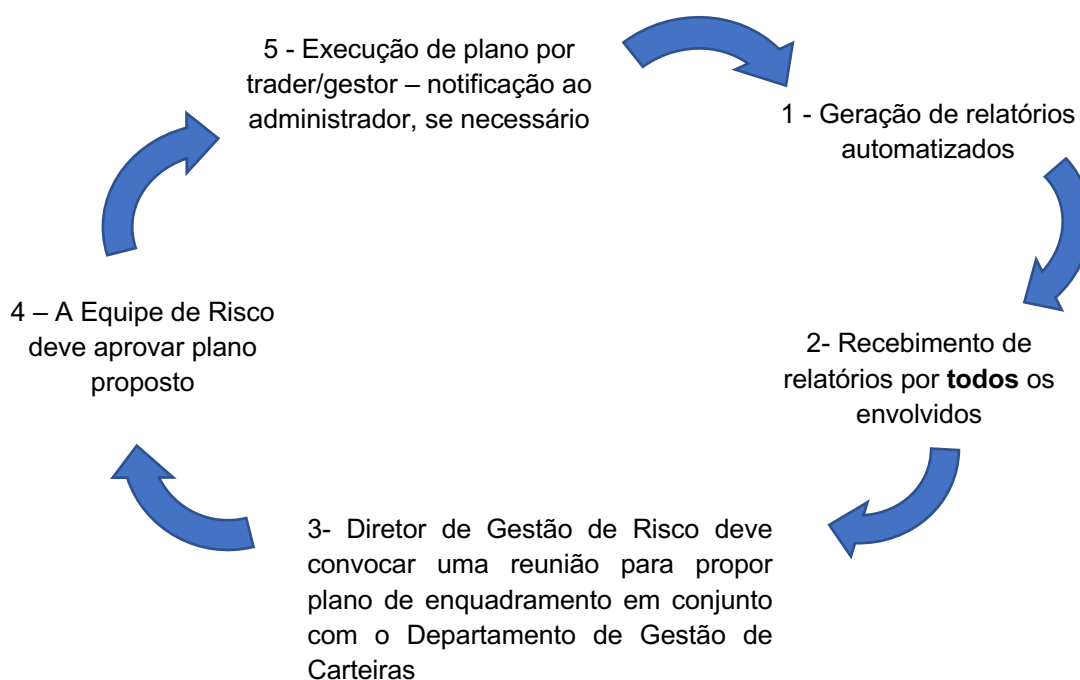 5 - Execução de plano por
trader/gestor – notificação ao
administrador, se necessário
1 - Geração de relatórios
automatizados
2- Recebimento de
relatórios por todos os
envolvidos
3- Diretor de Gestão de Risco deve
convocar uma reunião para propor
plano de enquadramento em conjunto
com o Departamento de Gestão de
Carteiras
4 – A Equipe de Risco
deve aprovar plano
proposto